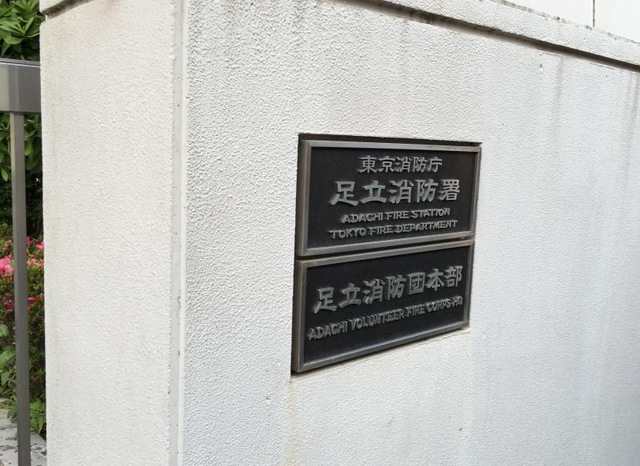 東京消防庁
足立消防署
ADACHI FIRE STATION
TOKYO FIRE DEPARTMENT
足立消防団本部
ADACHI VOLUNTEER FIRE CORPS-HQ